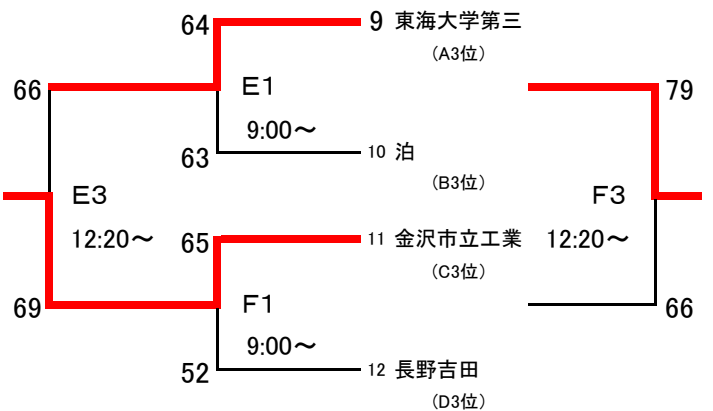 64 9 東海大学第三
(A3位)
66 E1 79
9:00～
63 10 泊
(B3位)
E3 F3
12:20～ 65 11 金沢市立工業 12:20～
(C3位)
69 F1 66
9:00～
52 12 長野吉田
(D3位)